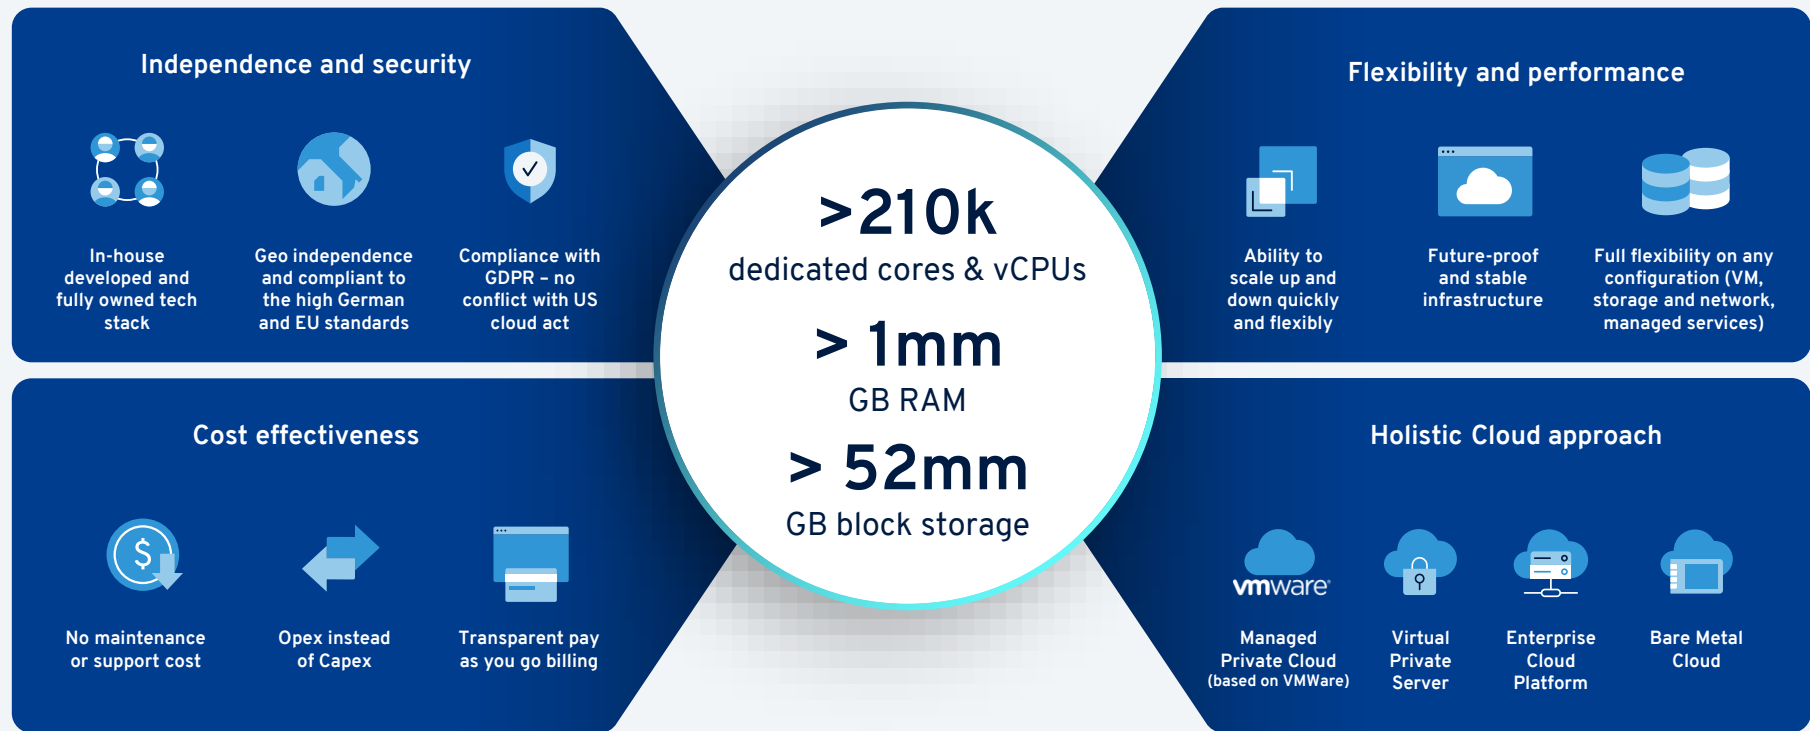 Independence and security
In-house
developed and
fully owned tech
stack
Geo independence
and compliant to
the high German
and EU standards
Compliance with
GDPR – no
conflict with US
cloud act
Flexibility and performance
Ability to
scale up and
down quickly
and flexibly
Future-proof
and stable
infrastructure
Full flexibility on any
configuration (VM,
storage and network,
managed services)
>210k
dedicated cores & vCPUs
> 1mm
GB RAM
> 52mm
GB block storage
Cost effectiveness
$
No maintenance
or support cost
Opex instead
of Capex
Transparent pay
as you go billing
Holistic Cloud approach
vmware®
Managed
Private Cloud
(based on VMWare)
Virtual
Private
Server
Enterprise
Cloud
Platform
Bare Metal
Cloud